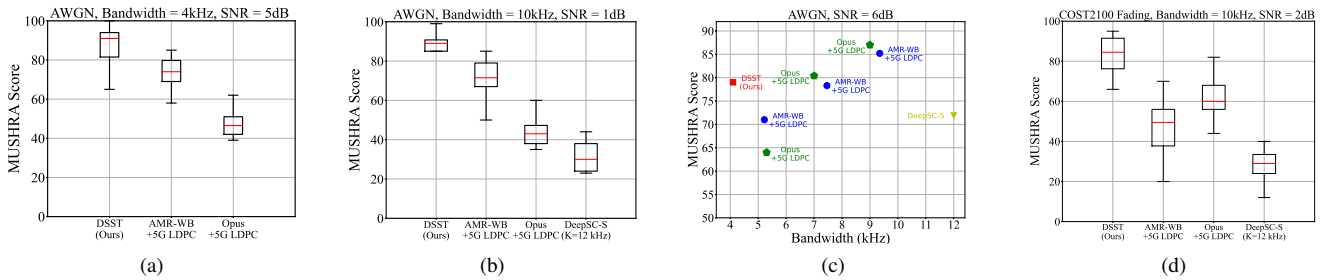 AWGN, Bandwidth = 4kHz, SNR = 5dB
MUSHRA Score
100
80
60
40
20
0
DSST
(Ours)
AMR-WB
+5G LDPC
Opus
+5G LDPC
(a)
AWGN, Bandwidth = 10kHz, SNR = 1dB
MUSHRA Score
100
80
60
40
20
0
DSST
(Ours)
AMR-WB
+5G LDPC
Opus
+5G LDPC
DeepSC-S
(K=12 kHz)
(b)
AWGN, SNR = 6dB
MUSHRA Score
90
85
80
75
70
65
60
55
50
Opus
+5G LDPC
AMR-WB
+5G LDPC
DSST
(Ours)
Opus
+5G LDPC
AMR-WB
+5G LDPC
AMR-WB
+5G LDPC
DeepSC-S
Opus
+5G LDPC
4 5 6 7 8 9 10 11 12
Bandwidth (kHz)
(c)
COST2100 Fading, Bandwidth = 10kHz, SNR = 2dB
MUSHRA Score
100
80
60
40
20
0
DSST
(Ours)
AMR-WB
+5G LDPC
Opus
+5G LDPC
DeepSC-S
(K=12 kHz)
(d)